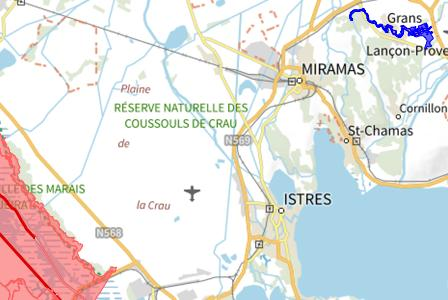 Grans
Lançon-Prove
MIRAMAS
Plaine
RÉSERVE NATURELLE DES
COUSSOULS DE CRAU
Cornillon
N569
St-Chamas
de
LLE DES MARAIS
la Crau
ISTRES
N568